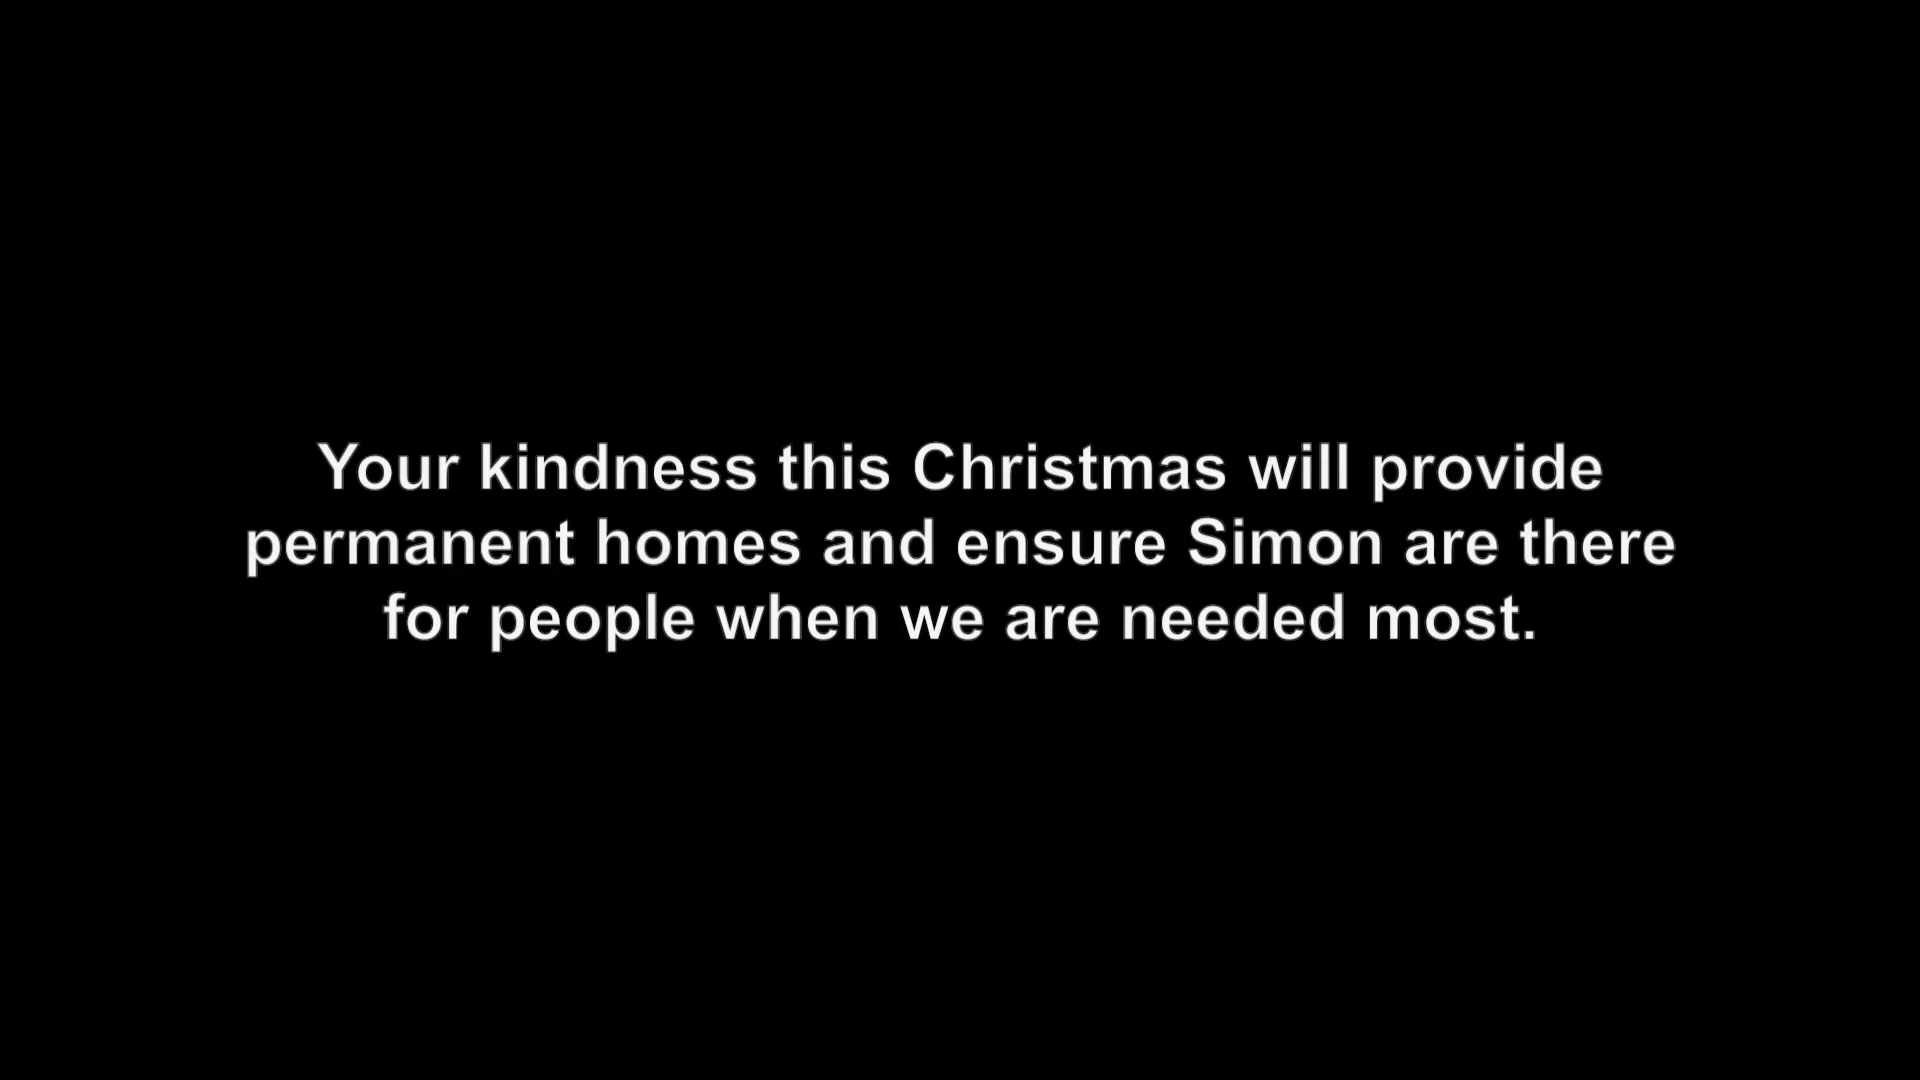 Your kindness this Christmas will provide
permanent homes and ensure Simon are there
for people when we are needed most.